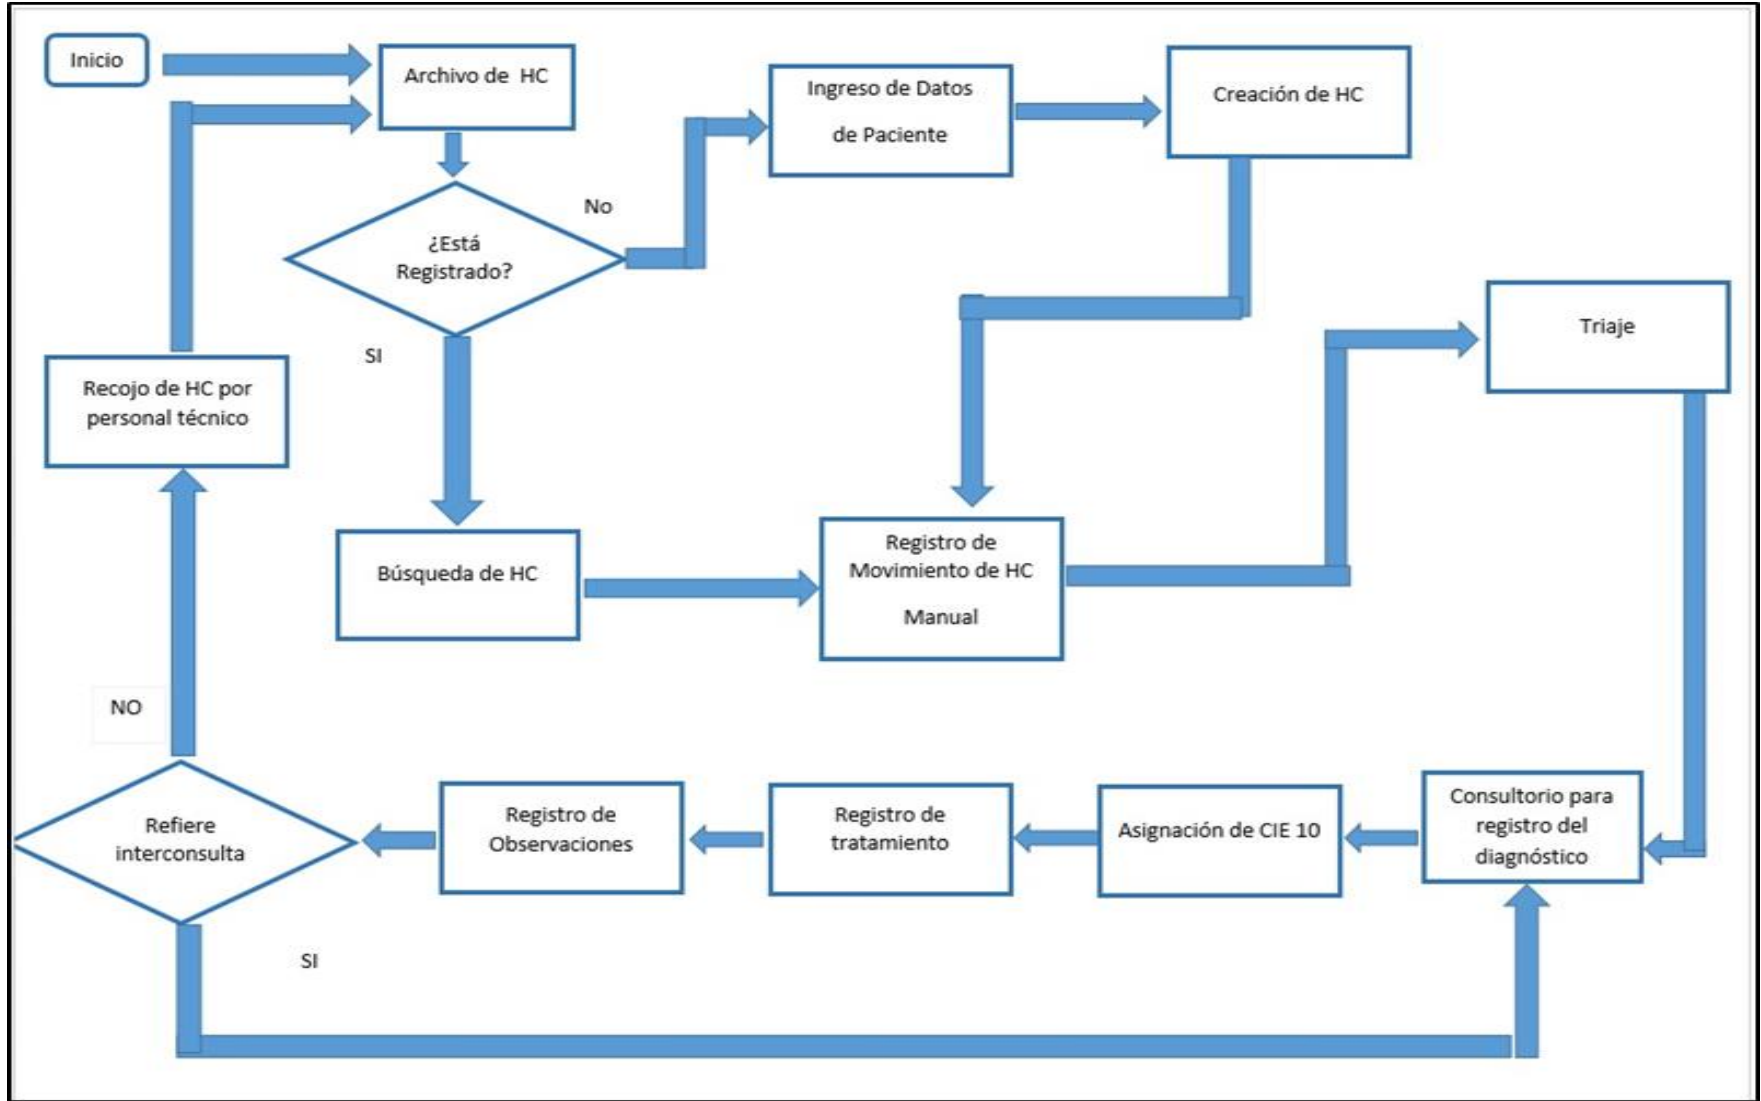 Inicio
Archivo de HC
Ingreso de Datos
de Paciente
Creación de HC
No
¿Está
Registrado?
SI
Triaje
Recojo de HC por
personal técnico
Búsqueda de HC
Registro de
Movimiento de HC
Manual
NO
Refiere
interconsulta
Registro de
Observaciones
Registro de
tratamiento
Asignación de CIE 10
Consultorio para
registro del
diagnóstico
SI